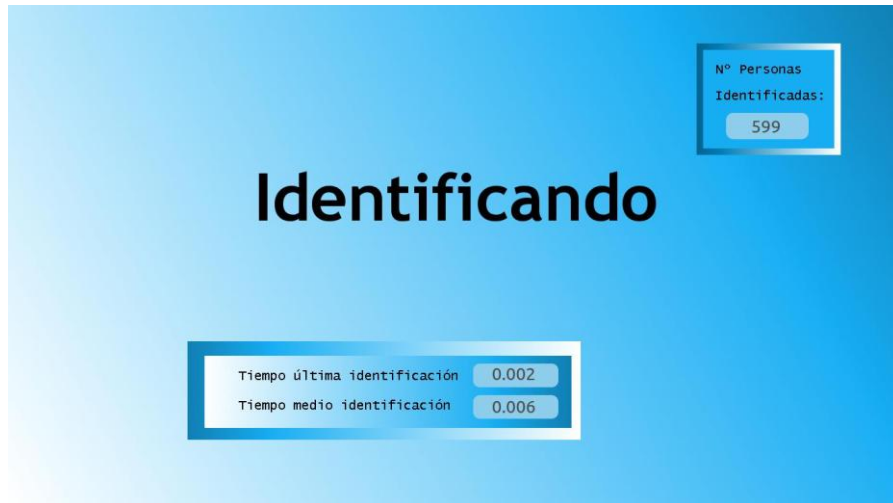 Nº Personas
Identificadas:
599
Identificando
Tiempo última identificación 0.002
Tiempo medio identificación 0.006